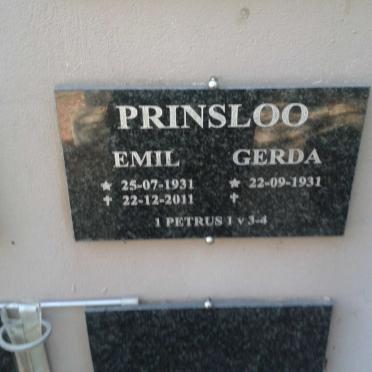 PRINSLOO
EMIL GERDA
★ 25-07-1931 ★ 22-09-1931
✝ 22-12-2011 ✝
1 PETRUS 1 v 3-4